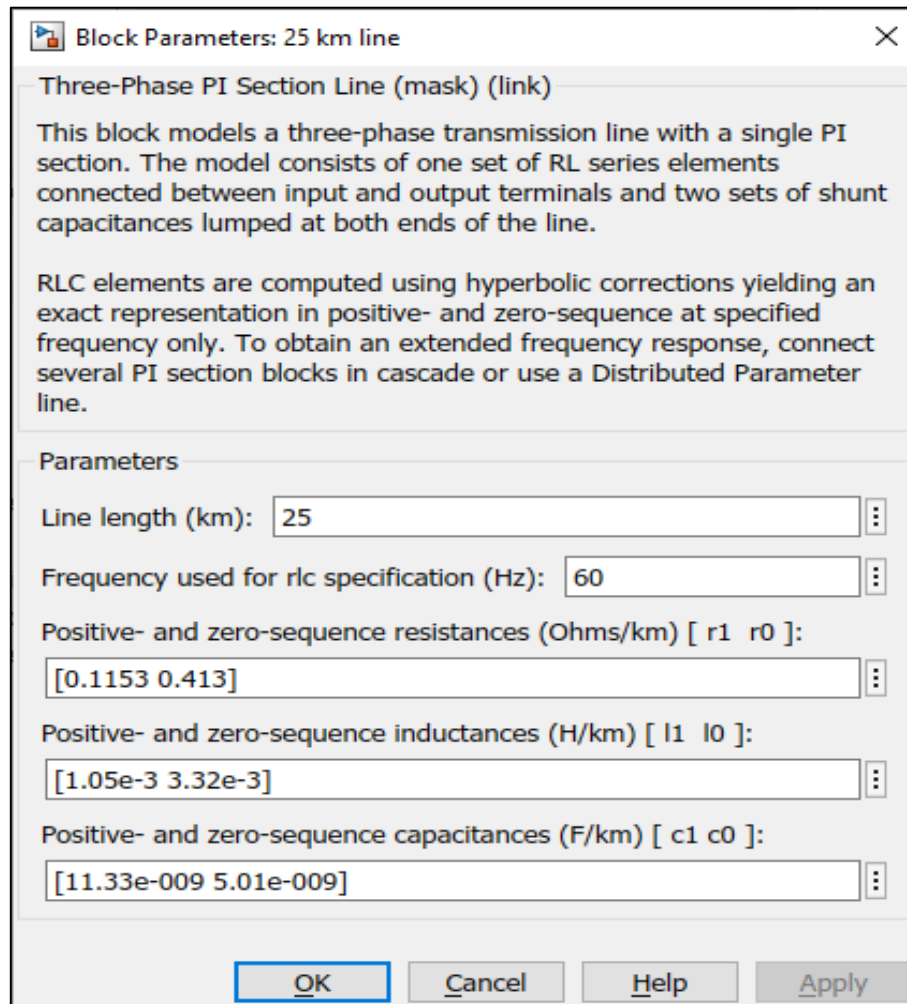 Block Parameters: 25 km line
Three-Phase PI Section Line (mask) (link)
This block models a three-phase transmission line with a single PI
section. The model consists of one set of RL series elements
connected between input and output terminals and two sets of shunt
capacitances lumped at both ends of the line.
RLC elements are computed using hyperbolic corrections yielding an
exact representation in positive- and zero-sequence at specified
frequency only. To obtain an extended frequency response, connect
several PI section blocks in cascade or use a Distributed Parameter
line.
Parameters
Line length (km): 25
Frequency used for rlc specification (Hz): 60
Positive- and zero-sequence resistances (Ohms/km) [ r1 r0 ]:
[0.1153 0.413]
Positive- and zero-sequence inductances (H/km) [ l1 l0 ]:
[1.05e-3 3.32e-3]
Positive- and zero-sequence capacitances (F/km) [ c1 c0 ]:
[11.33e-009 5.01e-009]
OK Cancel Help Apply